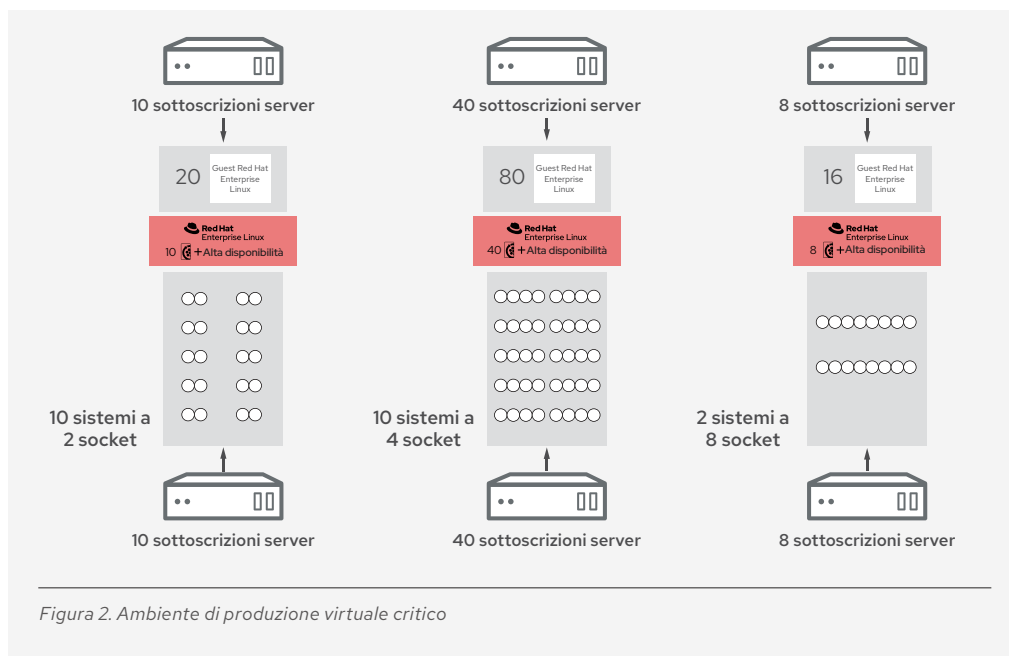 10 sottoscrizioni server
20
Guest Red Hat
Enterprise
Linux
Red Hat
Enterprise Linux
10 +Alta disponibilità
10 sistemi a
2 socket
10 sottoscrizioni server
40 sottoscrizioni server
80
Guest Red Hat
Enterprise
Linux
Red Hat
Enterprise Linux
40 +Alta disponibilità
10 sistemi a
4 socket
40 sottoscrizioni server
8 sottoscrizioni server
16
Guest Red Hat
Enterprise
Linux
Red Hat
Enterprise Linux
8 +Alta disponibilità
2 sistemi a
8 socket
8 sottoscrizioni server
Figura 2. Ambiente di produzione virtuale critico